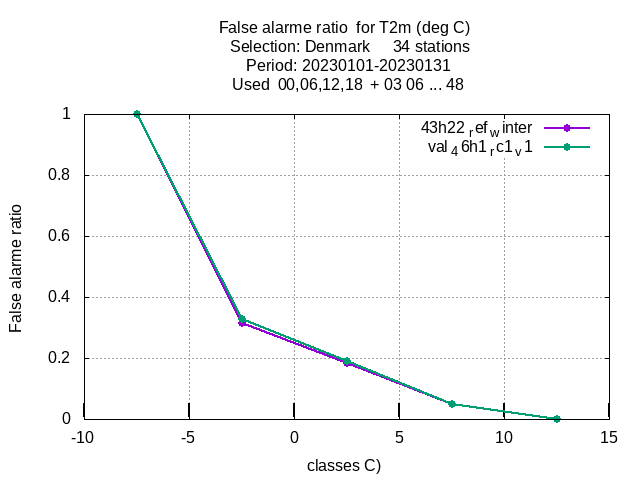 False alarme ratio  for T2m (deg C)
Selection: Denmark     34 stations
Period: 20230101-20230131
Used  00,06,12,18  + 03 06 ... 48
43h22_ref_winter
val_46h1_rc1_v1
1
0.8
0.6
0.4
0.2
0
False alarme ratio
-10 -5 0 5 10 15
classes C)